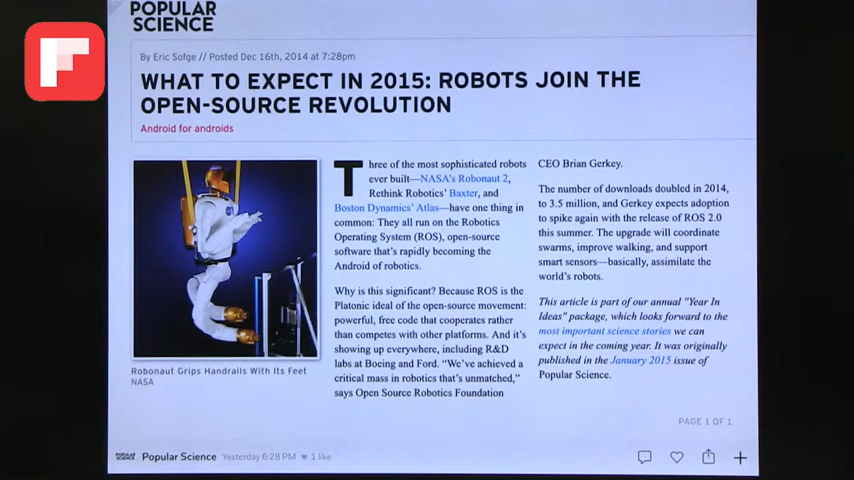 POPULAR
SCIENCE
By Eric Sofge // Posted Dec 16th, 2014 at 7:28pm
WHAT TO EXPECT IN 2015: ROBOTS JOIN THE
OPEN-SOURCE REVOLUTION
Android for androids
Three of the most sophisticated robots
ever built—NASA's Robonaut 2,
Rethink Robotics' Baxter, and
Boston Dynamics' Atlas—have one thing in
common: They all run on the Robotics
Operating System (ROS), open-source
software that's rapidly becoming the
Android of robotics.
Why is this significant? Because ROS is the
Platonic ideal of the open-source movement:
powerful, free code that cooperates rather
than competes with other platforms. And it's
showing up everywhere, including R&D
labs at Boeing and Ford. “We've achieved a
critical mass in robotics that's unmatched,”
says Open Source Robotics Foundation
CEO Brian Gerkey.
The number of downloads doubled in 2014,
to 3.5 million, and Gerkey expects adoption
to spike again with the release of ROS 2.0
this summer. The upgrade will coordinate
swarms, improve walking, and support
smart sensors—basically, assimilate the
world's robots.
This article is part of our annual "Year In
Ideas" package, which looks forward to the
most important science stories we can
expect in the coming year. It was originally
published in the January 2015 issue of
Popular Science.
Robonaut Grips Handrails With Its Feet
NASA
PAGE 1 OF 1
POPULAR
SCIENCE
Popular Science Yesterday 6:28 PM ♥ 1 like